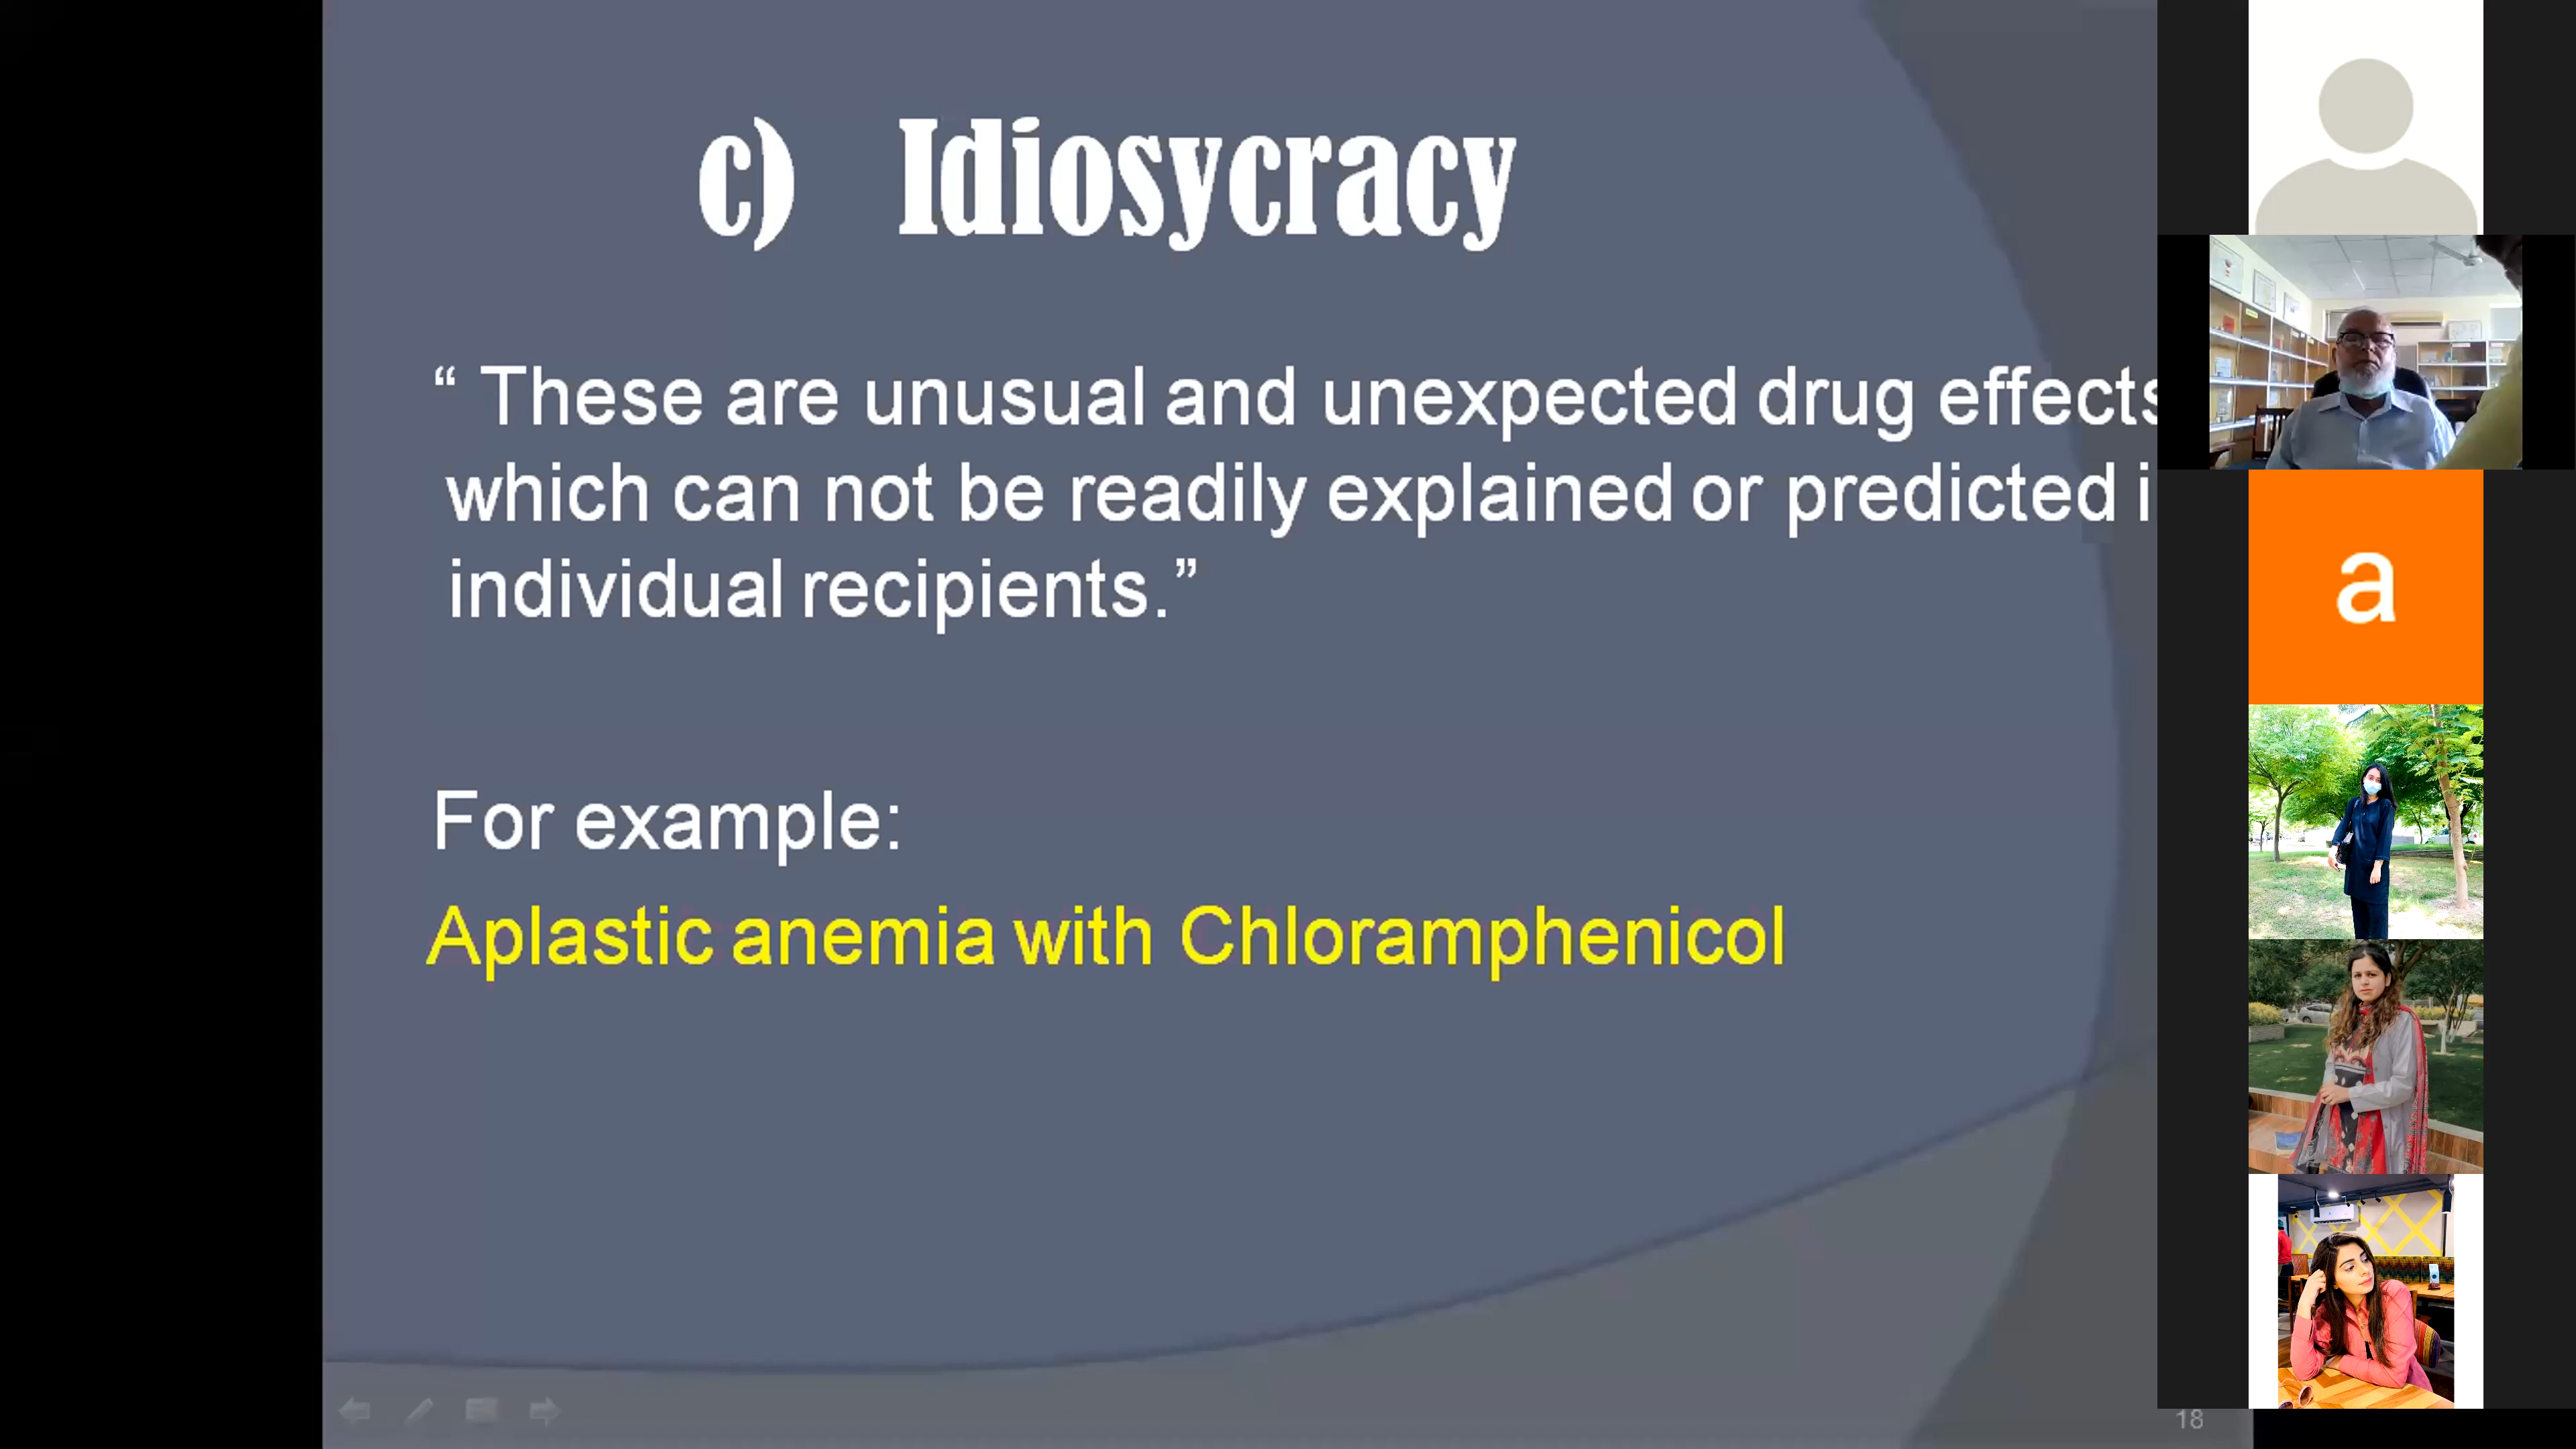 c) Idiosycracy
“ These are unusual and unexpected drug effects
which can not be readily explained or predicted i
individual recipients.”
For example:
Aplastic anemia with Chloramphenicol
18
a